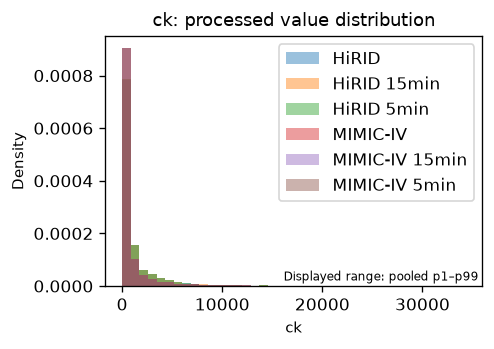 ck: processed value distribution
HiRID
HiRID 15min
HiRID 5min
MIMIC-IV
MIMIC-IV 15min
MIMIC-IV 5min
Density
0.0008
0.0006
0.0004
0.0002
0.0000
Displayed range: pooled p1–p99
0 10000 20000 30000
ck